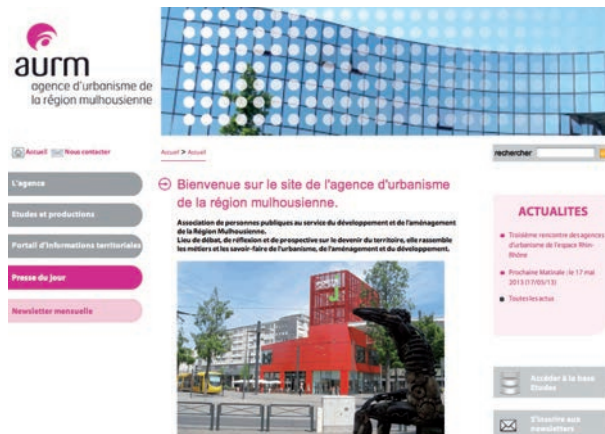 aurm
agence d'urbanisme de
la région mulhousienne
Accueil Nous contacter
Accueil > Accueil
rechercher
L'agence
Etudes et productions
Portail d'Informations territoriales
Presse du jour
Newsletter mensuelle
Bienvenue sur le site de l'agence d'urbanisme
de la région mulhousienne.
Association de personnes publiques au service du développement et de l'aménagement
de la Région Mulhousienne.
Lieu de débat, de réflexion et de prospective sur le devenir du territoire, elle rassemble
les métiers et les savoir-faire de l'urbanisme, de l'aménagement et du développement.
ACTUALITES
Troisième rencontre des agences
d'urbanisme de l'espace Rhin-
Rhône
Prochaine Matinale : le 17 mai
2013 (17/05/13)
Toutes les actus
Accéder à la base
Etudes
S'inscrire aux
newsletters